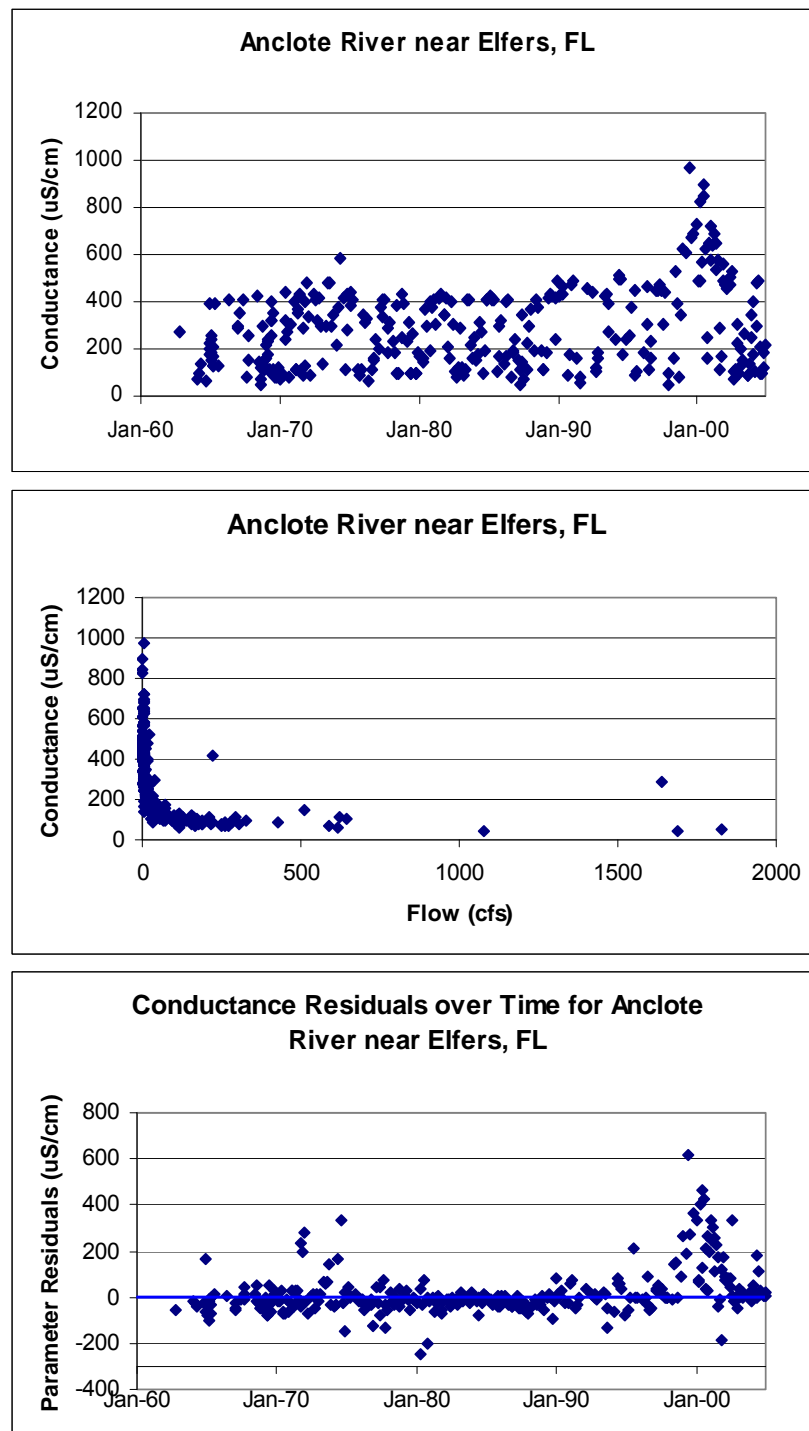 Anclote River near Elfers, FL
Conductance (uS/cm)
1200
1000
800
600
400
200
0
Jan-60 Jan-70 Jan-80 Jan-90 Jan-00
Anclote River near Elfers, FL
Conductance (uS/cm)
1200
1000
800
600
400
200
0
0 500 1000 1500 2000
Flow (cfs)
Conductance Residuals over Time for Anclote
River near Elfers, FL
Parameter Residuals (uS/cm)
800
600
400
200
0
-200
-400
Jan-60 Jan-70 Jan-80 Jan-90 Jan-00